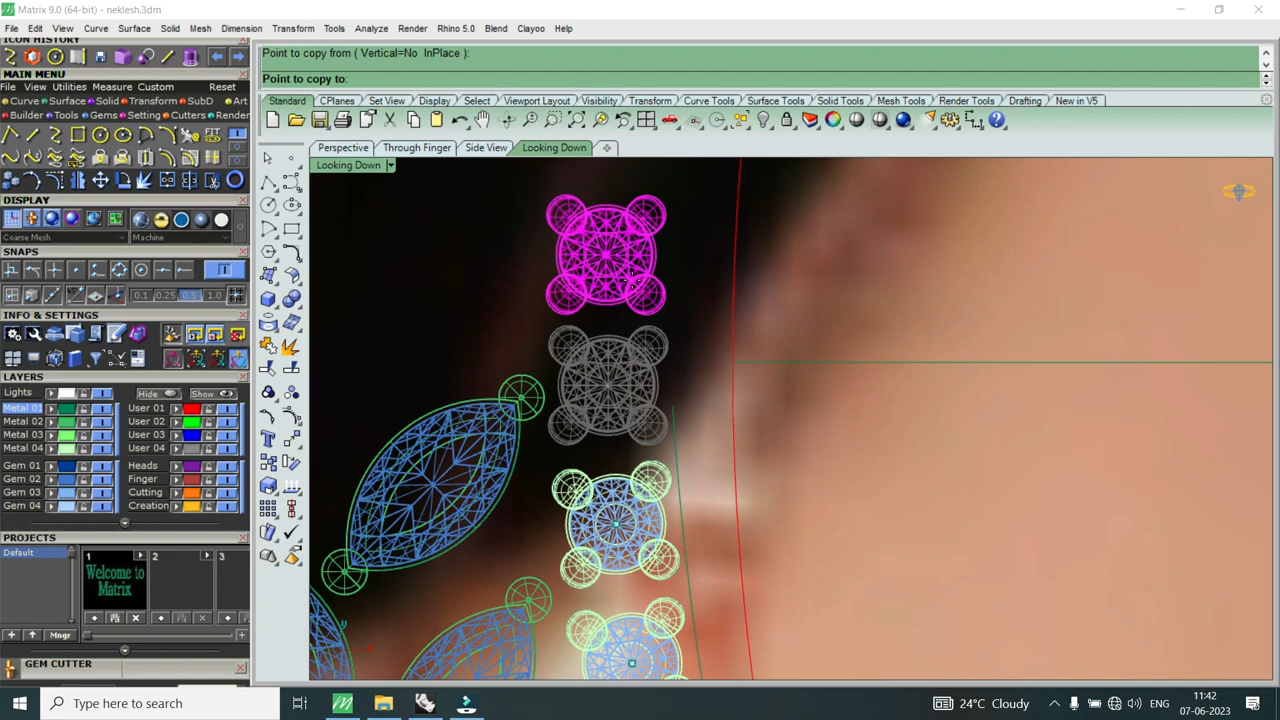 Matrix 9.0 (64-bit) - neklesh.3dm
File Edit View Curve Surface Solid Mesh Dimension Transform Tools Analyze Render Rhino 5.0 Blend Clayoo Help
ICON HISTORY
Point to copy from ( Vertical=No InPlace ):
Point to copy to:
MAIN MENU
File View Utilities Measure Custom Reset
Curve Surface Solid Transform SubD Art
Builder Tools Gems Setting Cutters Render
FIT
Standard CPlanes Set View Display Select Viewport Layout Visibility Transform Curve Tools Surface Tools Solid Tools Mesh Tools Render Tools Drafting New in V5
Perspective Through Finger Side View Looking Down
Looking Down
DISPLAY
Coarse Mesh Machine
SNAPS
0.1 0.25 0.5 1.0
INFO & SETTINGS
LAYERS
Lights Hide Show
Metal 01 User 01
Metal 02 User 02
Metal 03 User 03
Metal 04 User 04
Gem 01 Heads
Gem 02 Finger
Gem 03 Cutting
Gem 04 Creation
PROJECTS
Default 1 2 3
Welcome to
Matrix
Mngr
GEM CUTTER
y
x
Type here to search
24°C Cloudy
ENG
11:42
07-06-2023